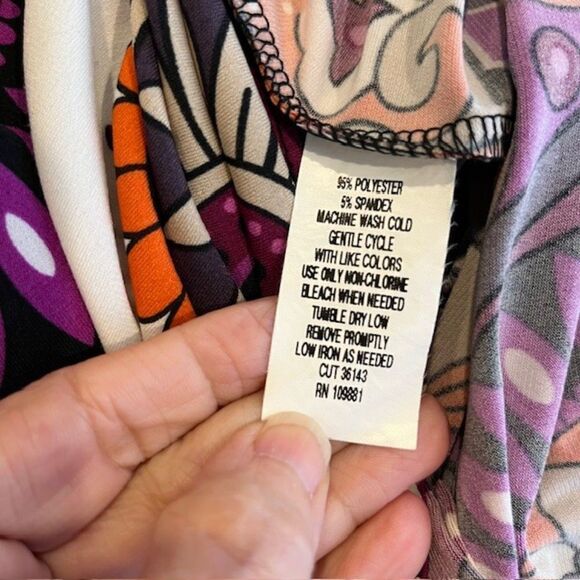 95% POLYESTER
5% SPANDEX
MACHINE WASH COLD
GENTLE CYCLE
WITH LIKE COLORS
USE ONLY NON-CHLORINE
BLEACH WHEN NEEDED
TUMBLE DRY LOW
REMOVE PROMPTLY
LOW IRON AS NEEDED
CUT 36143
RN 109881